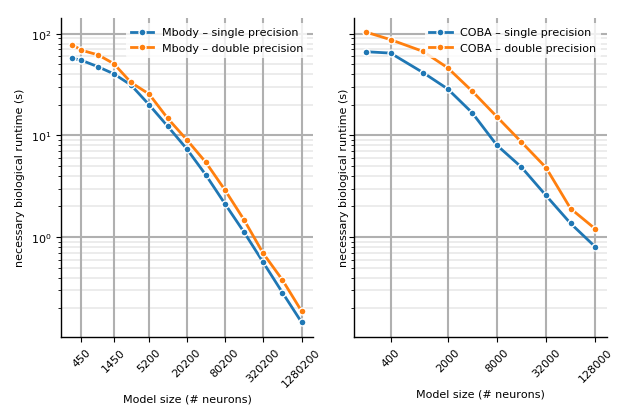 Mbody – single precision
Mbody – double precision
10²
10¹
10⁰
necessary biological runtime (s)
450
1450
5200
20200
80200
320200
1280200
Model size (# neurons)
COBA – single precision
COBA – double precision
necessary biological runtime (s)
400
2000
8000
32000
128000
Model size (# neurons)